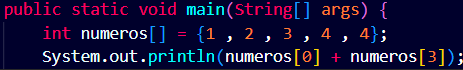 public static void main(String[] args) {
int numeros[] = {1 , 2 , 3 , 4 , 4};
System.out.println(numeros[0] + numeros[3]);